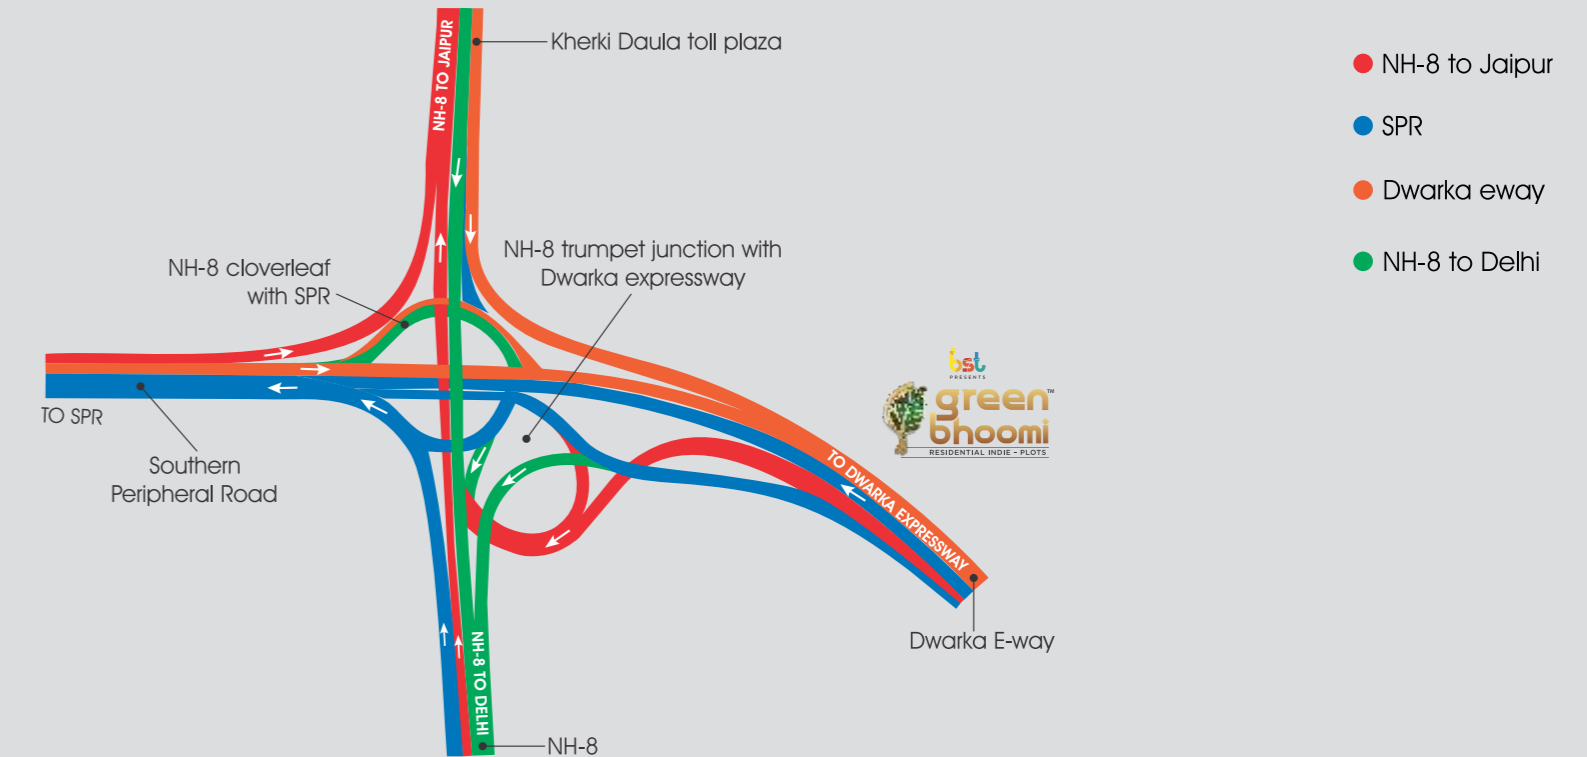 NH-8 TO JAIPUR
Kherki Daula toll plaza
NH-8 to Jaipur
SPR
Dwarka eway
NH-8 to Delhi
NH-8 cloverleaf
with SPR
NH-8 trumpet junction with
Dwarka expressway
bst
PRESENTS
green™
bhoomi
RESIDENTIAL INDIE - PLOTS
TO SPR
Southern
Peripheral Road
TO DWARKA EXPRESSWAY
Dwarka E-way
NH-8 TO DELHI
NH-8